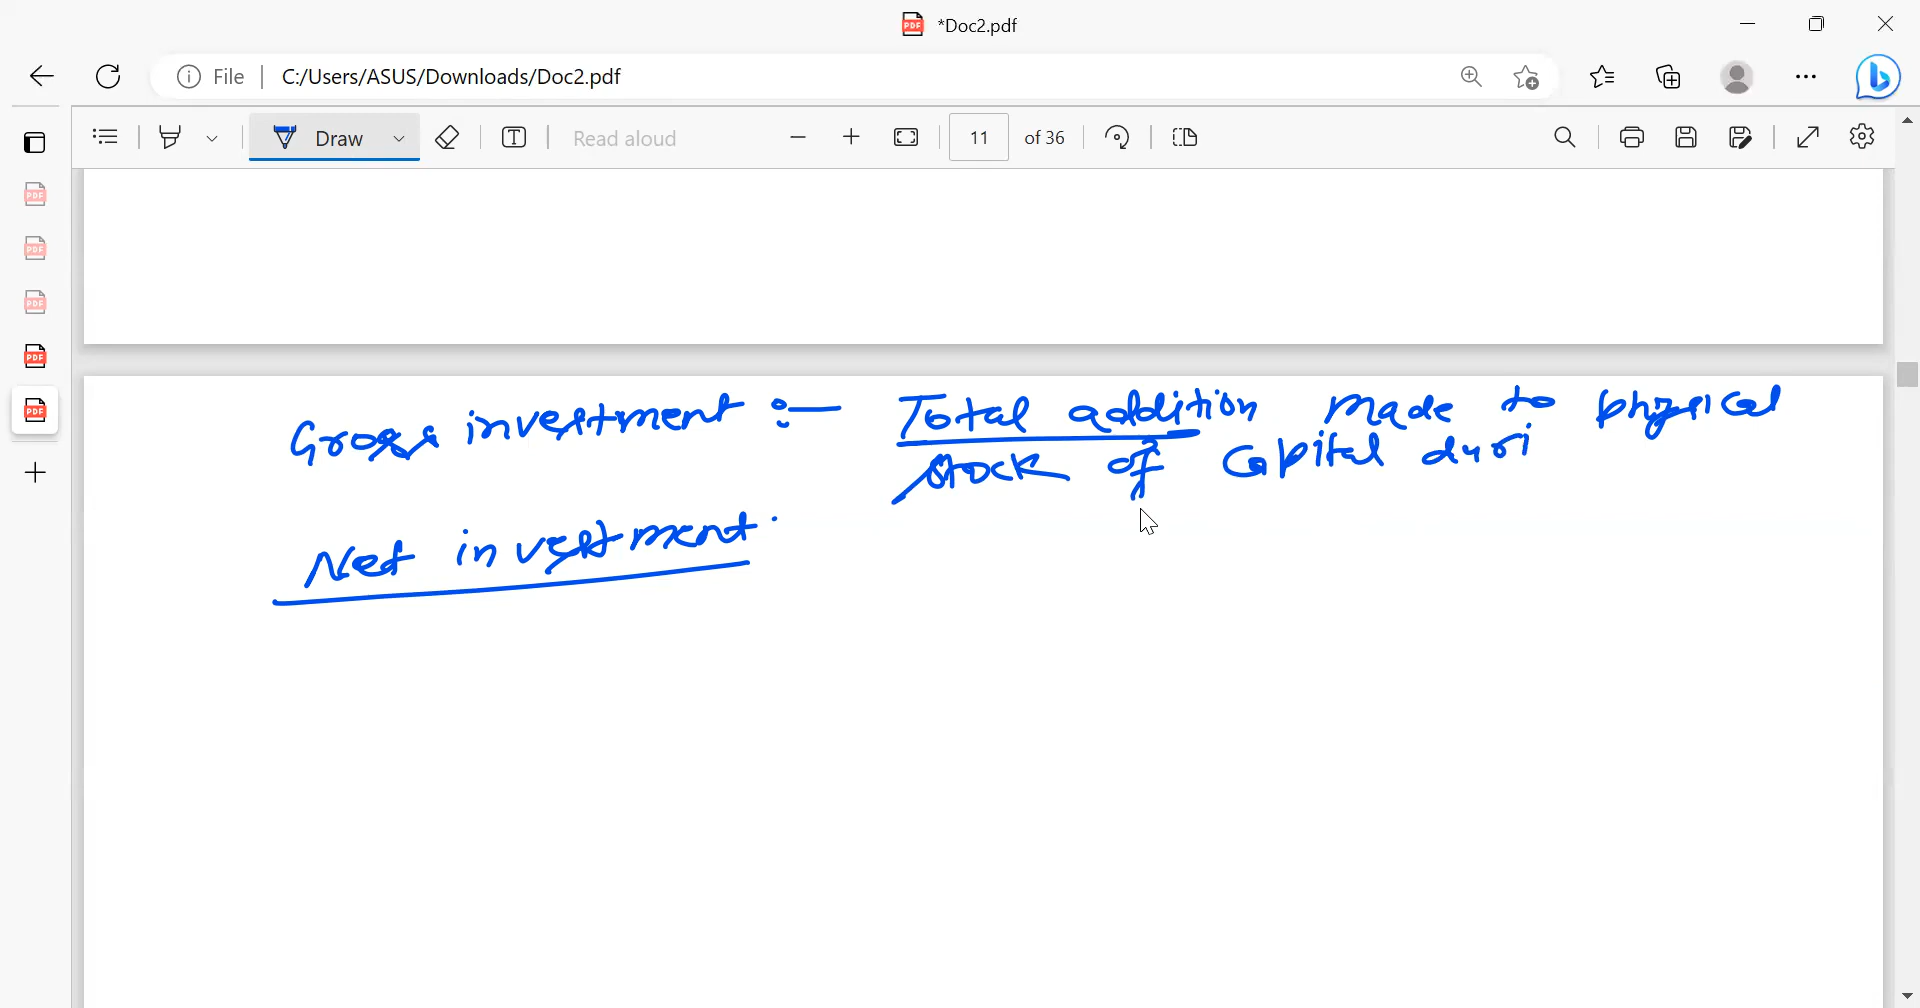 *Doc2.pdf
File C:/Users/ASUS/Downloads/Doc2.pdf
Draw Read aloud 11 of 36
Gross investment :— Total addition made to physical
stock of capital duri
Net investment